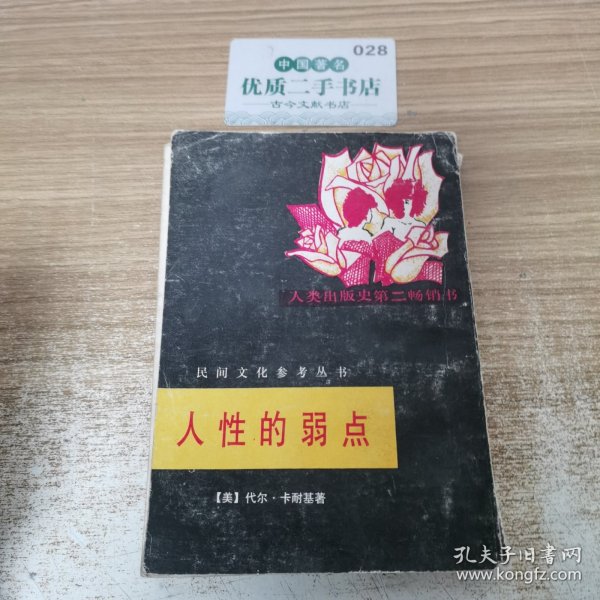 028
中国著名
优质二手书店
古今文献书店
人类出版史第二畅销书
民间文化参考丛书
人性的弱点
【美】代尔·卡耐基著
孔夫子旧书网
www.kongfz.com